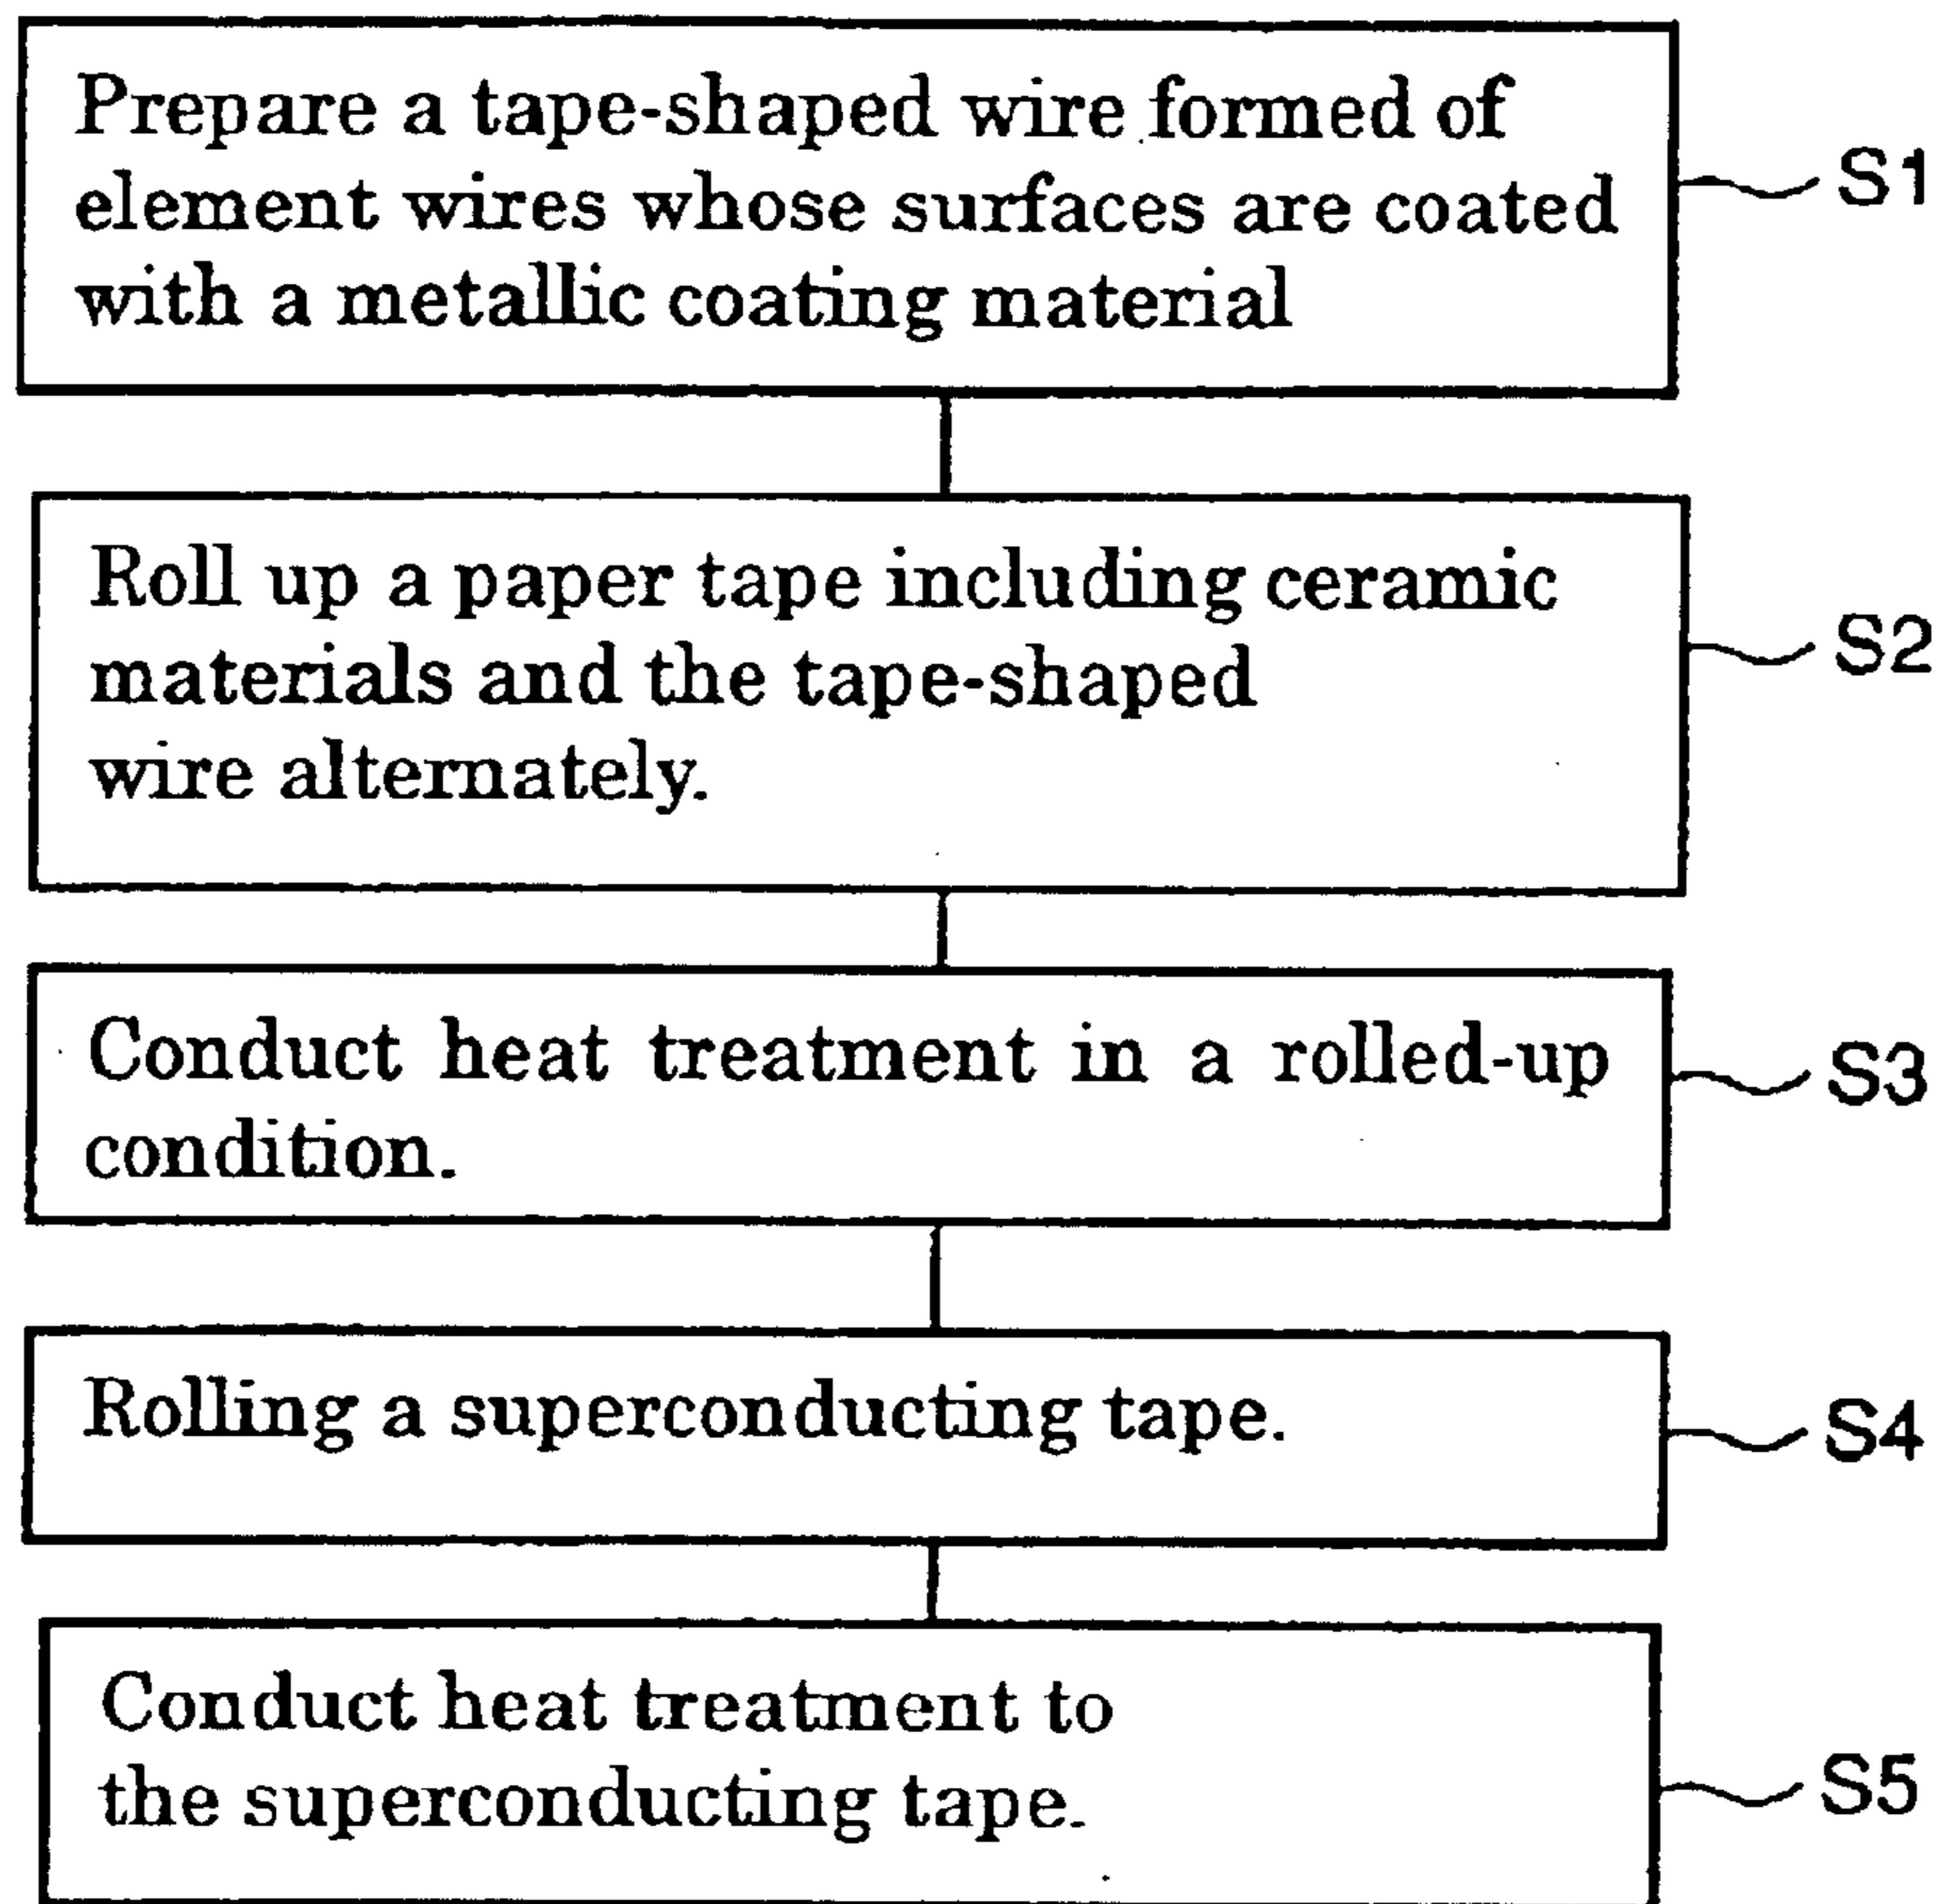 Prepare a tape-shaped wire formed of
element wires whose surfaces are coated
with a metallic coating material
S1
Roll up a paper tape including ceramic
materials and the tape-shaped
wire alternately.
S2
Conduct heat treatment in a rolled-up
condition.
S3
Rolling a superconducting tape.
S4
Conduct heat treatment to
the superconducting tape.
S5